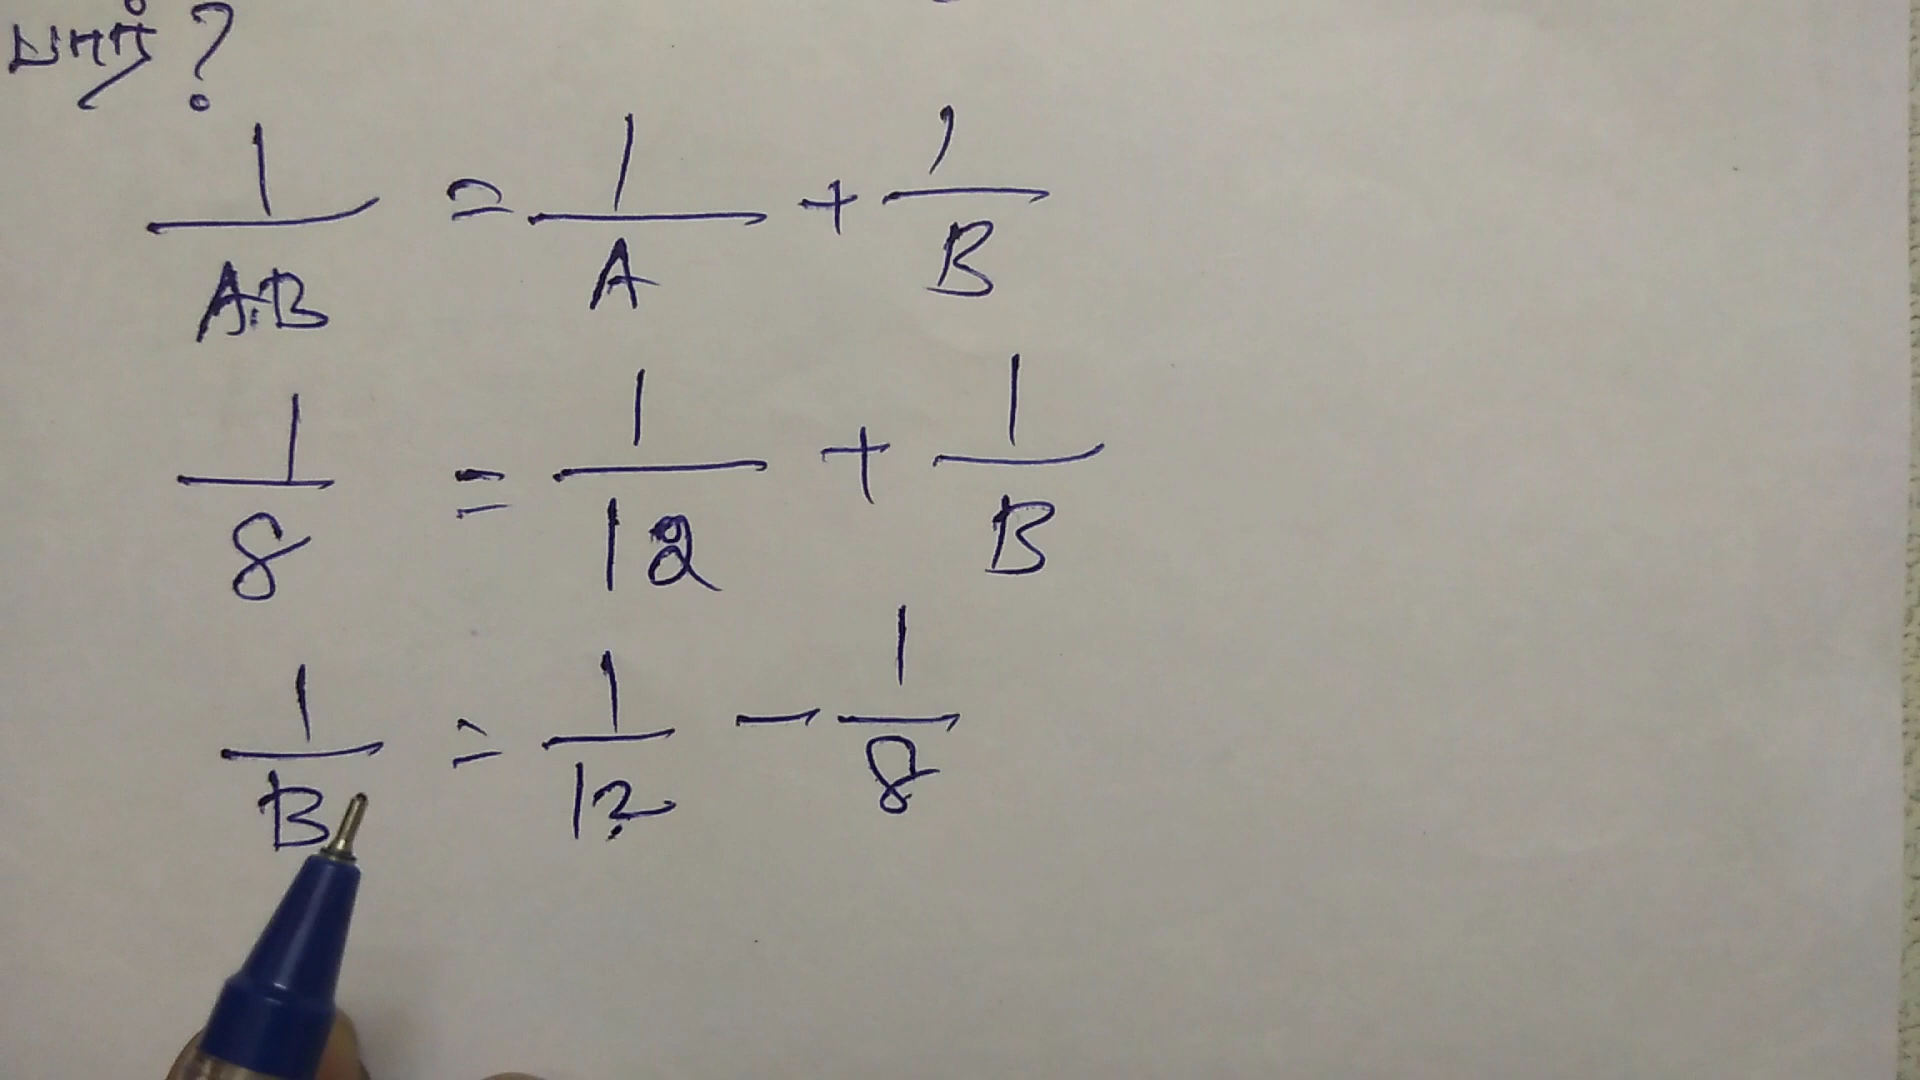 யார்?
1/A.B = 1/A + 1/B
1/8 = 1/12 + 1/B
1/B = 1/12 - 1/8